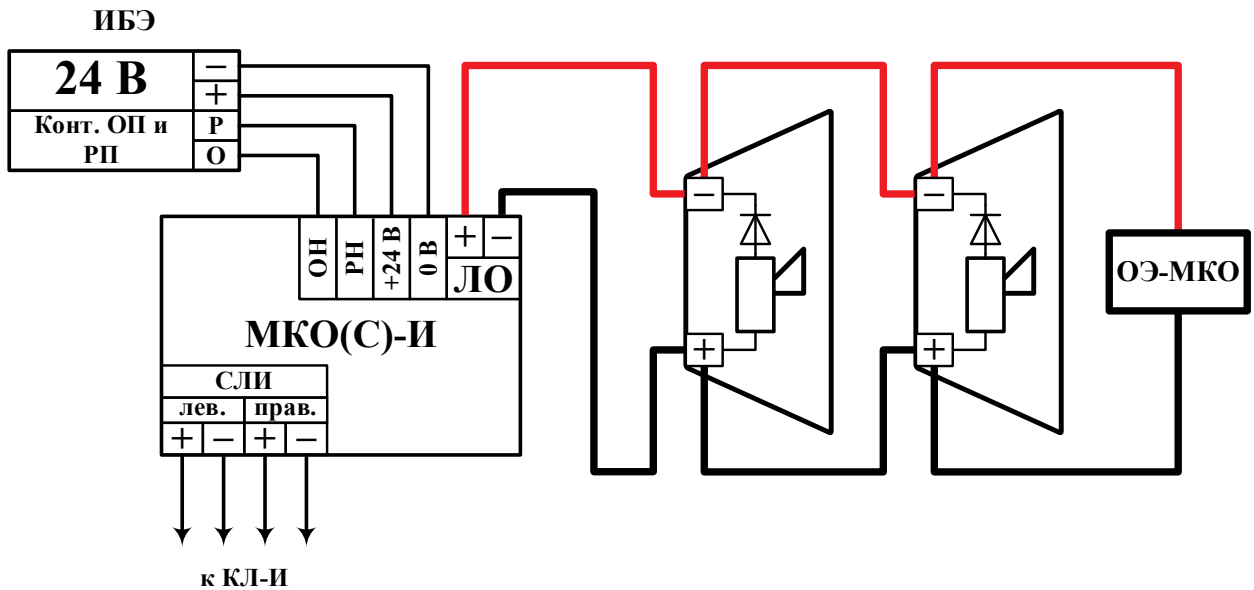 ИБЭ
24 В
−
+
Конт. ОП и
РП
Р
О
ОН
РН
+24 В
0 В
+
−
ЛО
МКО(С)-И
СЛИ
лев.
прав.
+
−
+
−
к КЛ-И
−
+
−
+
ОЭ-МКО